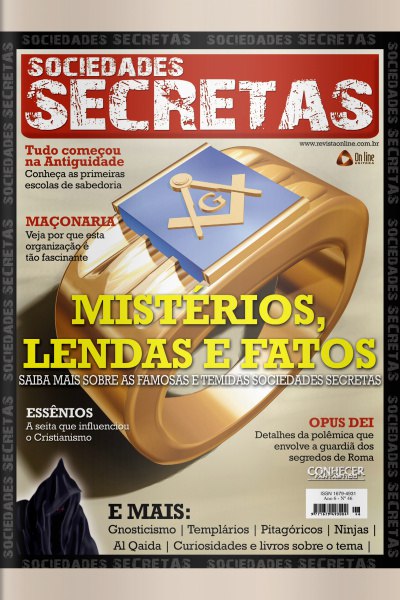 SOCIEDADES SECRETAS SOCIEDADES SECRETAS
SOCIEDADES
SECRETAS
www.revistaonline.com.br
On line
EDITORA
Tudo começou
na Antiguidade
Conheça as primeiras
escolas de sabedoria
MAÇONARIA
Veja por que esta
organização é
tão fascinante
G
MISTÉRIOS,
LENDAS E FATOS
SAIBA MAIS SOBRE AS FAMOSAS E TEMIDAS SOCIEDADES SECRETAS
ESSÊNIOS
A seita que influenciou
o Cristianismo
OPUS DEI
Detalhes da polêmica que
envolve a guardiã dos
segredos de Roma
CONHECER
E MAIS:
Gnosticismo | Templários | Pitagóricos | Ninjas |
Al Qaida | Curiosidades e livros sobre o tema |